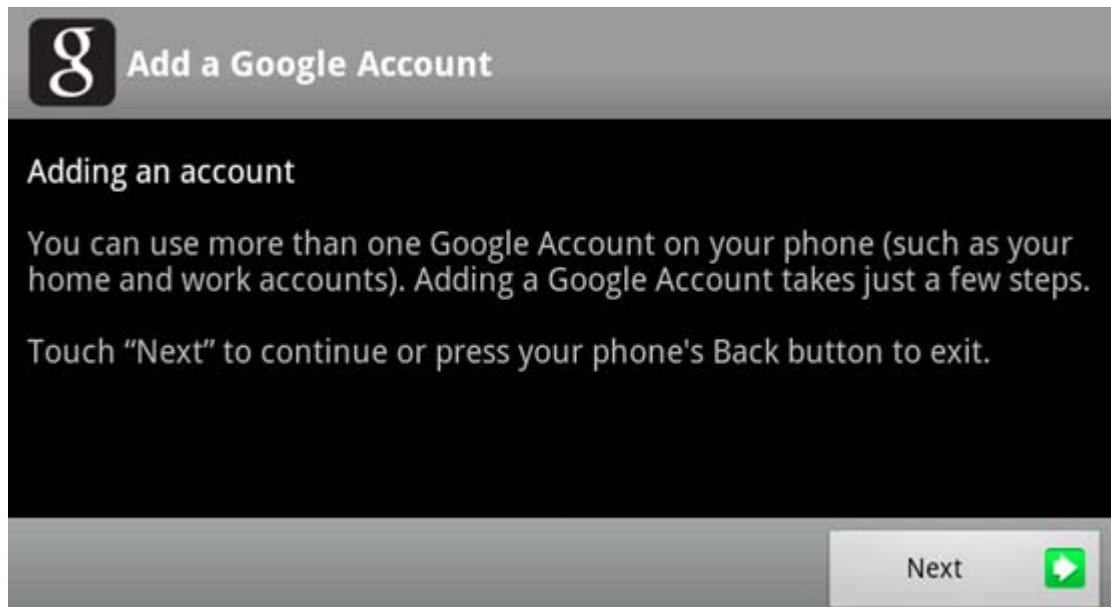 g
Add a Google Account
Adding an account
You can use more than one Google Account on your phone (such as your
home and work accounts). Adding a Google Account takes just a few steps.
Touch “Next” to continue or press your phone's Back button to exit.
Next